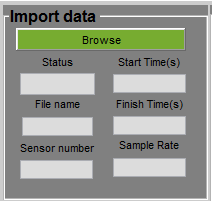 Import data
Browse
Status
Start Time(s)
File name
Finish Time(s)
Sensor number
Sample Rate